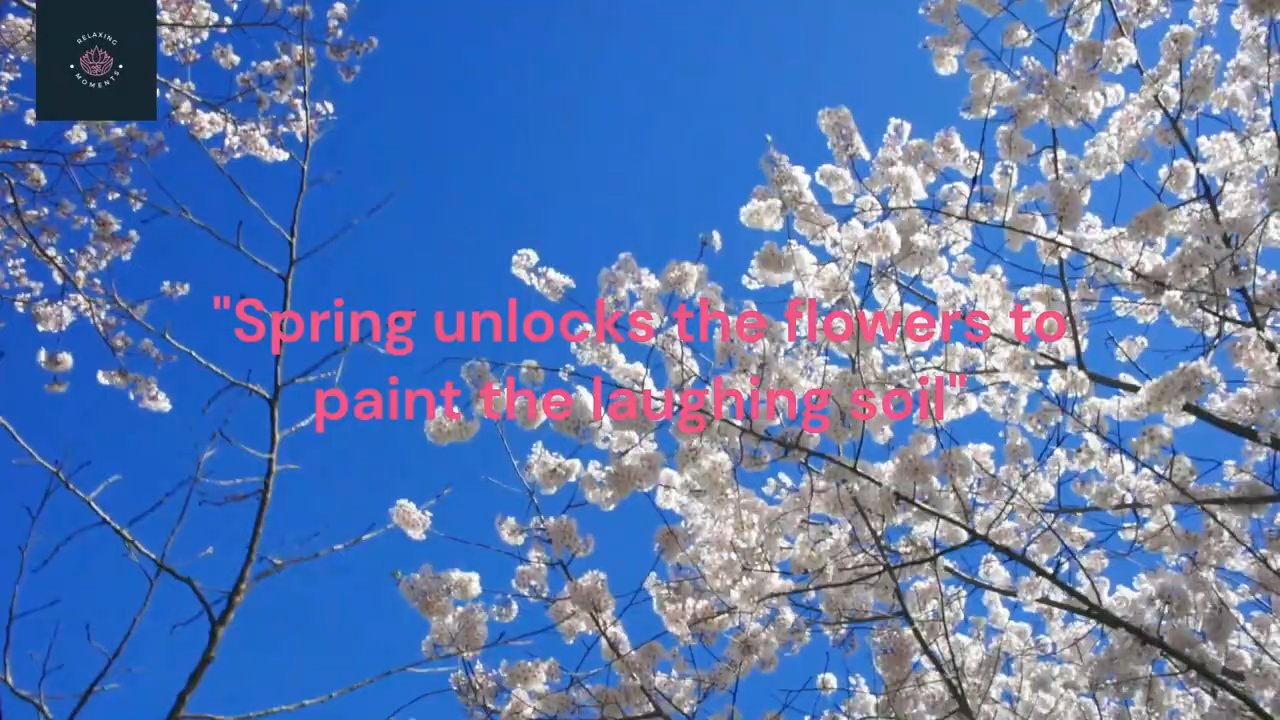 RELAXING
MOMENTS
"Spring unlocks the flowers to
paint the laughing soil"